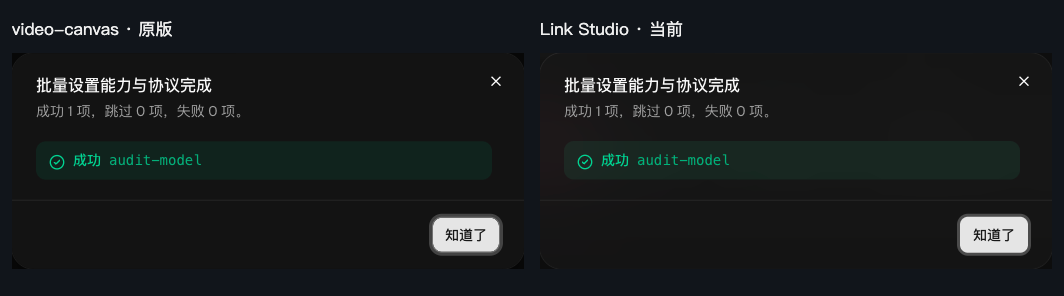 video-canvas · 原版
批量设置能力与协议完成
成功 1 项，跳过 0 项，失败 0 项。
成功 audit-model
知道了
Link Studio · 当前
批量设置能力与协议完成
成功 1 项，跳过 0 项，失败 0 项。
成功 audit-model
知道了